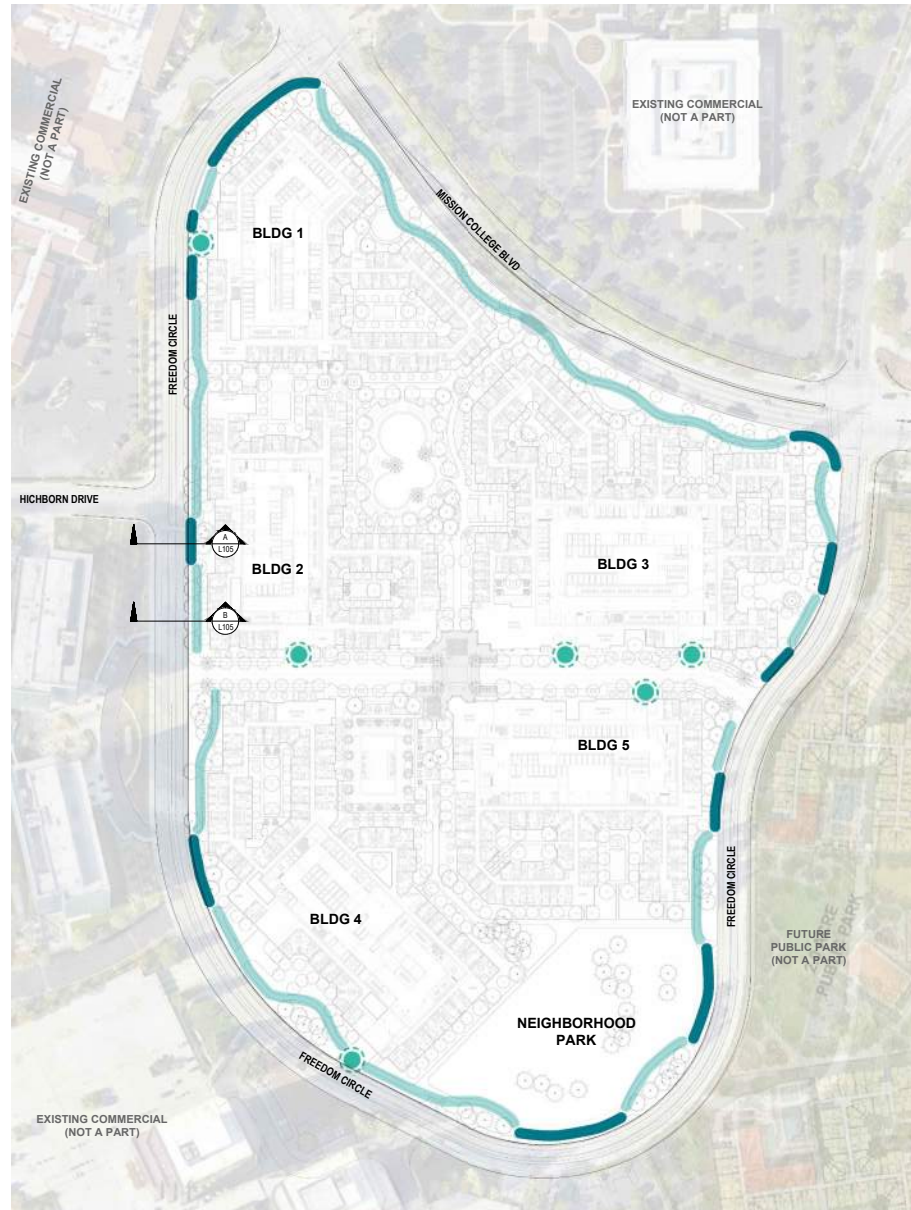 EXISTING COMMERCIAL
(NOT A PART)
EXISTING COMMERCIAL
(NOT A PART)
MISSION COLLEGE BLVD
BLDG 1
FREEDOM CIRCLE
HICHBORN DRIVE
A
L105
BLDG 2
BLDG 3
B
L105
BLDG 5
FREEDOM CIRCLE
BLDG 4
FUTURE
PUBLIC PARK
(NOT A PART)
NEIGHBORHOOD
PARK
FREEDOM CIRCLE
EXISTING COMMERCIAL
(NOT A PART)